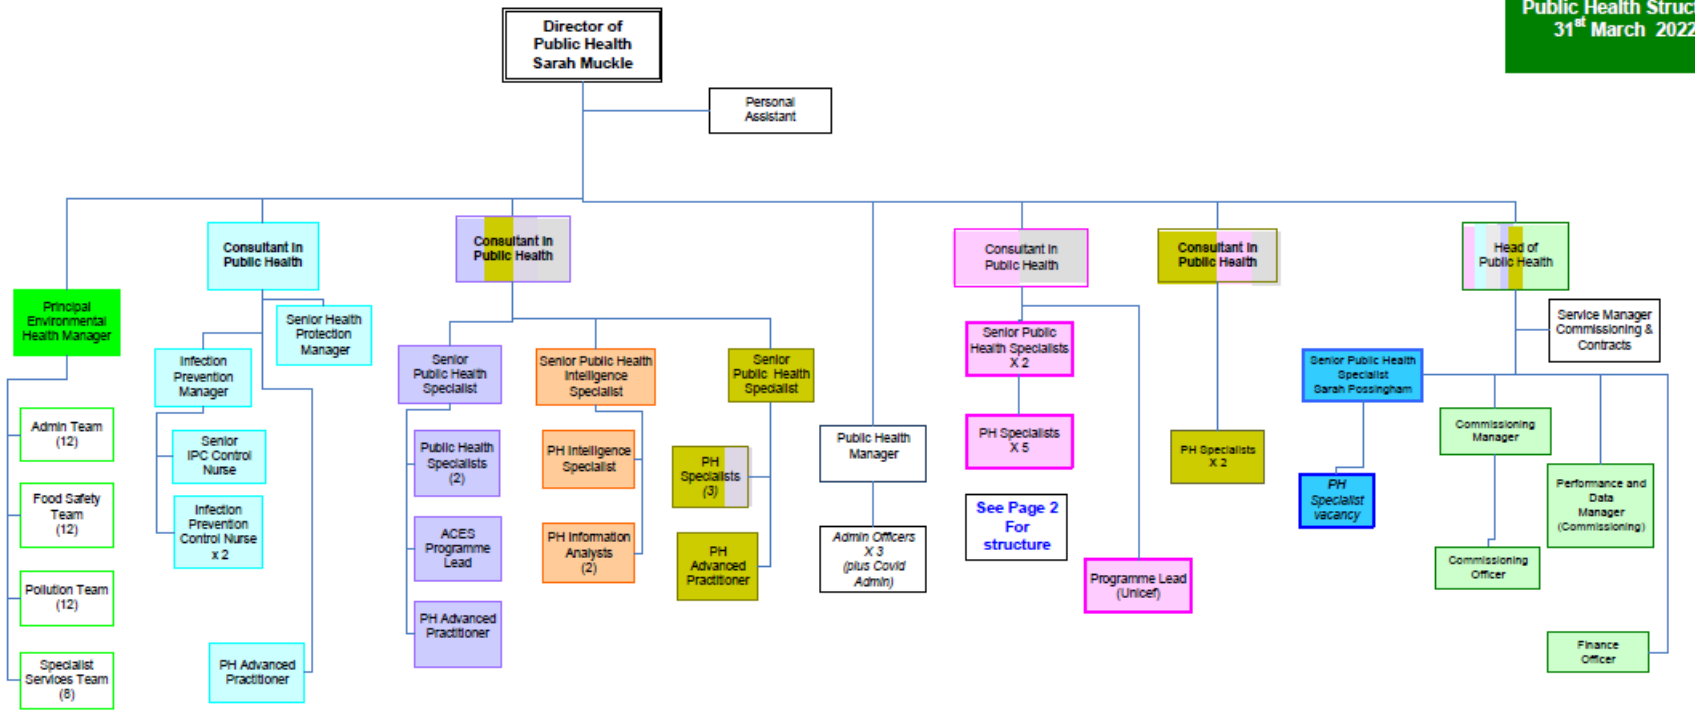 Public Health Struc
31st March 2022
Director of
Public Health
Sarah Muckle
Personal
Assistant
Principal
Environmental
Health Manager
Admin Team
(12)
Food Safety
Team
(12)
Pollution Team
(12)
Specialist
Services Team
(8)
Consultant in
Public Health
Senior Health
Protection
Manager
Infection
Prevention
Manager
Senior
IPC Control
Nurse
Infection
Prevention
Control Nurse
x 2
PH Advanced
Practitioner
Consultant in
Public Health
Senior
Public Health
Specialist
Public Health
Specialists
(2)
ACES
Programme
Lead
PH Advanced
Practitioner
Senior Public Health
Intelligence
Specialist
PH Intelligence
Specialist
PH Information
Analysts
(2)
Senior
Public Health
Specialist
PH
Specialists
(3)
PH
Advanced
Practitioner
Public Health
Manager
Admin Officers
X 3
(plus Covid
Admin)
Consultant in
Public Health
Senior Public
Health Specialists
X 2
PH Specialists
X 5
See Page 2
For
structure
Programme Lead
(Unicef)
Consultant in
Public Health
PH Specialists
X 2
Head of
Public Health
Service Manager
Commissioning &
Contracts
Senior Public Health
Specialist
Sarah Possingham
PH
Specialist
vacancy
Commissioning
Manager
Commissioning
Officer
Performance and
Data
Manager
(Commissioning)
Finance
Officer